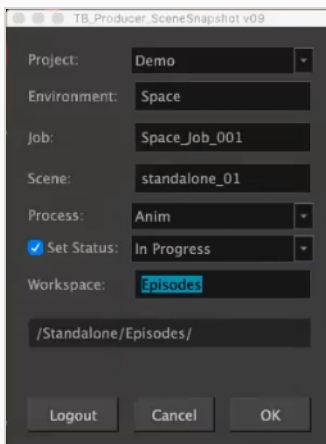 TB_Producer_SceneSnapshot v09
Project: Demo
Environment: Space
Job: Space_Job_001
Scene: standalone_01
Process: Anim
Set Status: In Progress
Workspace: Episodes
/Standalone/Episodes/
Logout Cancel OK